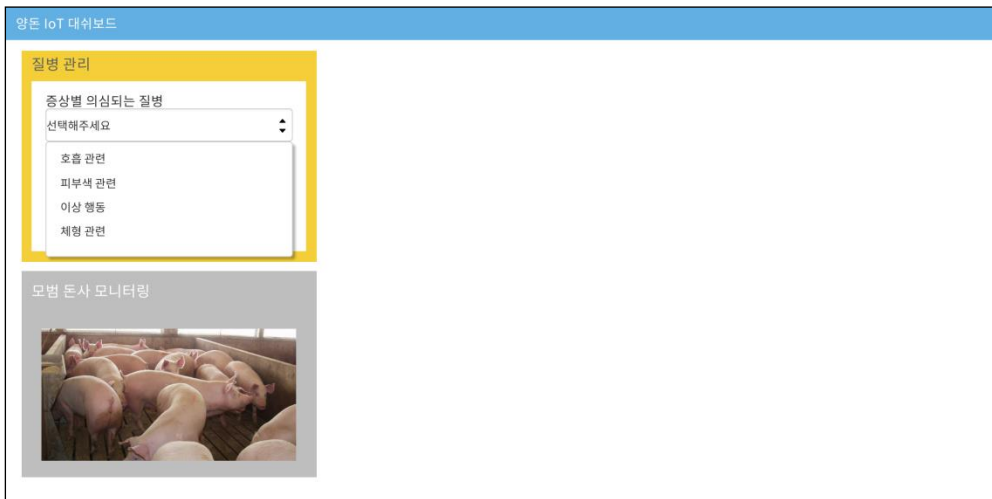 양돈 IoT 대쉬보드
질병 관리
증상별 의심되는 질병
선택해주세요
호흡 관련
피부색 관련
이상 행동
체형 관련
모범 돈사 모니터링